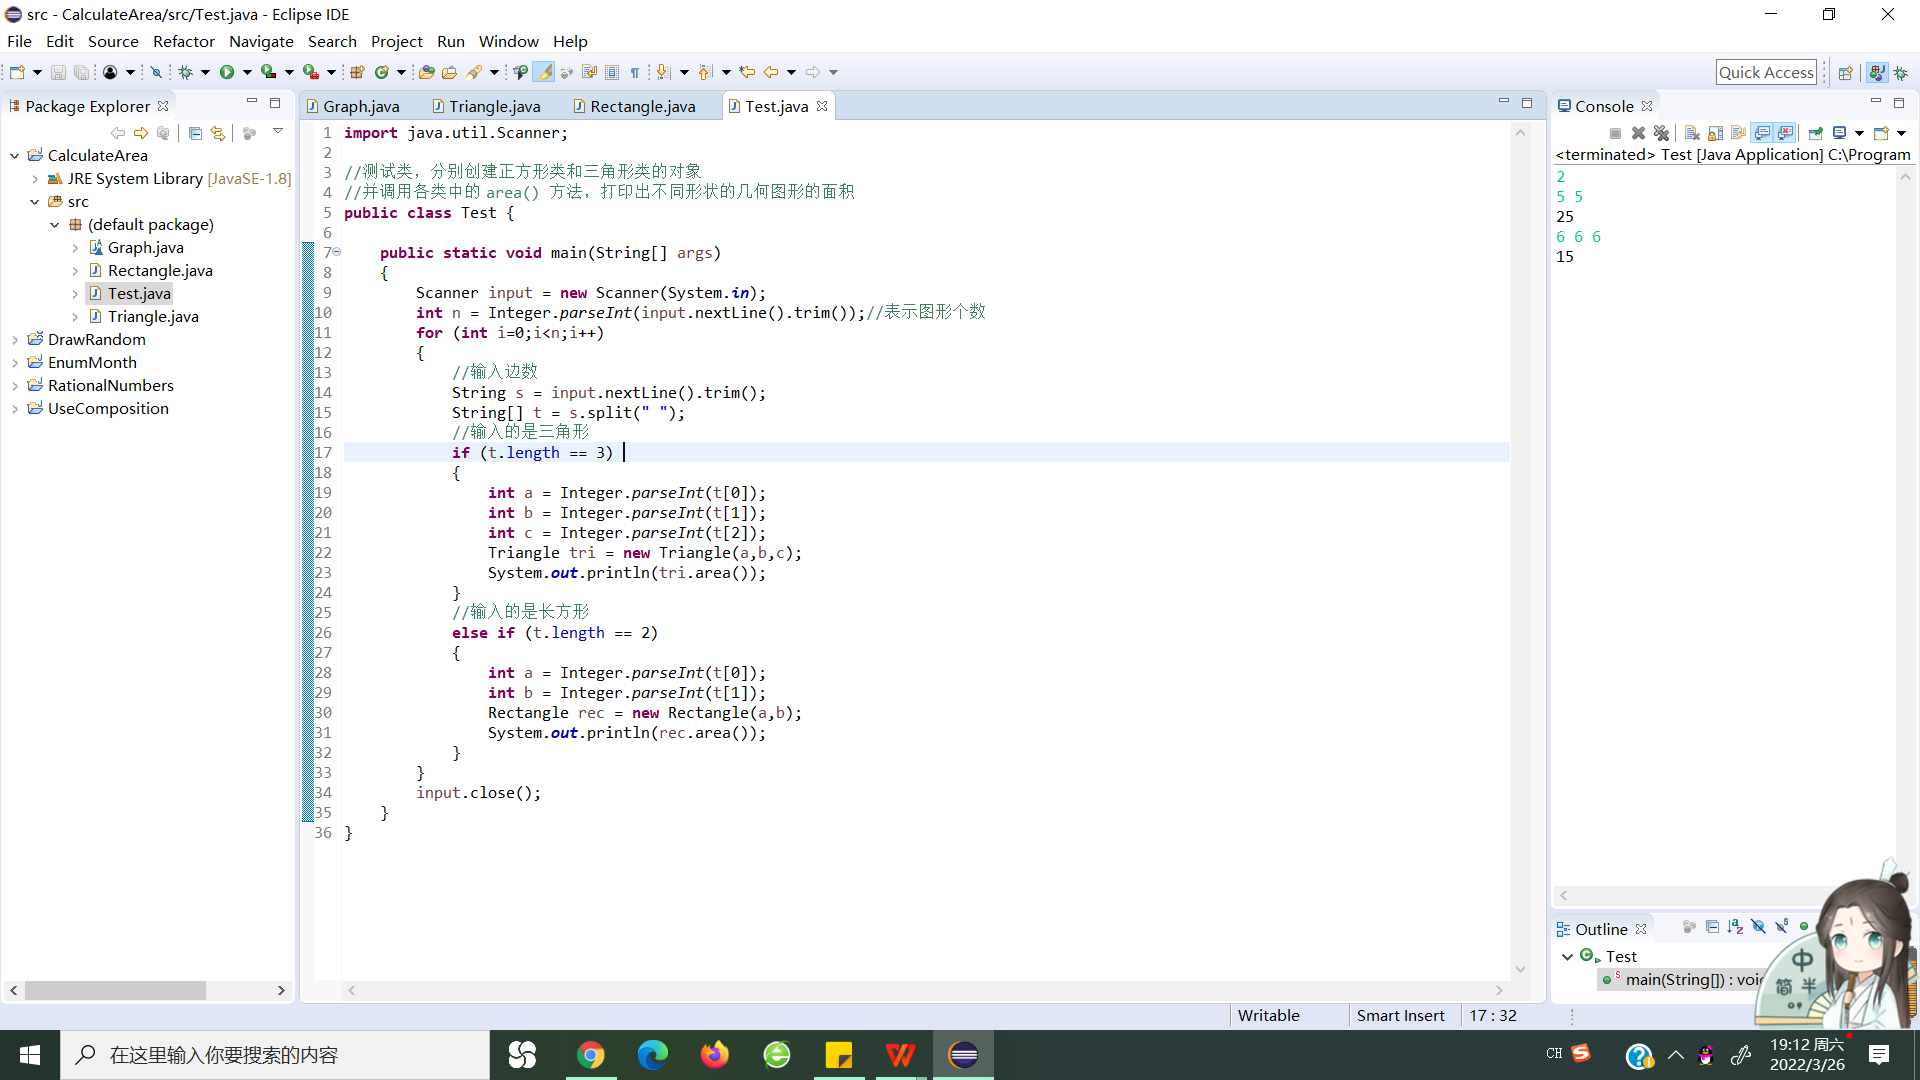 src - CalculateArea/src/Test.java - Eclipse IDE
File Edit Source Refactor Navigate Search Project Run Window Help
Quick Access
Package Explorer
CalculateArea
JRE System Library [JavaSE-1.8]
src
(default package)
Graph.java
Rectangle.java
Test.java
Triangle.java
DrawRandom
EnumMonth
RationalNumbers
UseComposition
Graph.java Triangle.java Rectangle.java Test.java
1 import java.util.Scanner;
2
3 //测试类，分别创建正方形类和三角形类的对象
4 //并调用各类中的 area() 方法，打印出不同形状的几何图形的面积
5 public class Test {
6
7 public static void main(String[] args)
8 {
9 Scanner input = new Scanner(System.in);
10 int n = Integer.parseInt(input.nextLine().trim());//表示图形个数
11 for (int i=0;i<n;i++)
12 {
13 //输入边数
14 String s = input.nextLine().trim();
15 String[] t = s.split(" ");
16 //输入的是三角形
17 if (t.length == 3)
18 {
19 int a = Integer.parseInt(t[0]);
20 int b = Integer.parseInt(t[1]);
21 int c = Integer.parseInt(t[2]);
22 Triangle tri = new Triangle(a,b,c);
23 System.out.println(tri.area());
24 }
25 //输入的是长方形
26 else if (t.length == 2)
27 {
28 int a = Integer.parseInt(t[0]);
29 int b = Integer.parseInt(t[1]);
30 Rectangle rec = new Rectangle(a,b);
31 System.out.println(rec.area());
32 }
33 }
34 input.close();
35 }
36 }
Console
<terminated> Test [Java Application] C:\Program
2
5 5
25
6 6 6
15
Outline
Test
main(String[]) : voi
中
简 半
Writable Smart Insert 17 : 32
在这里输入你要搜索的内容
CH
19:12 周六
2022/3/26